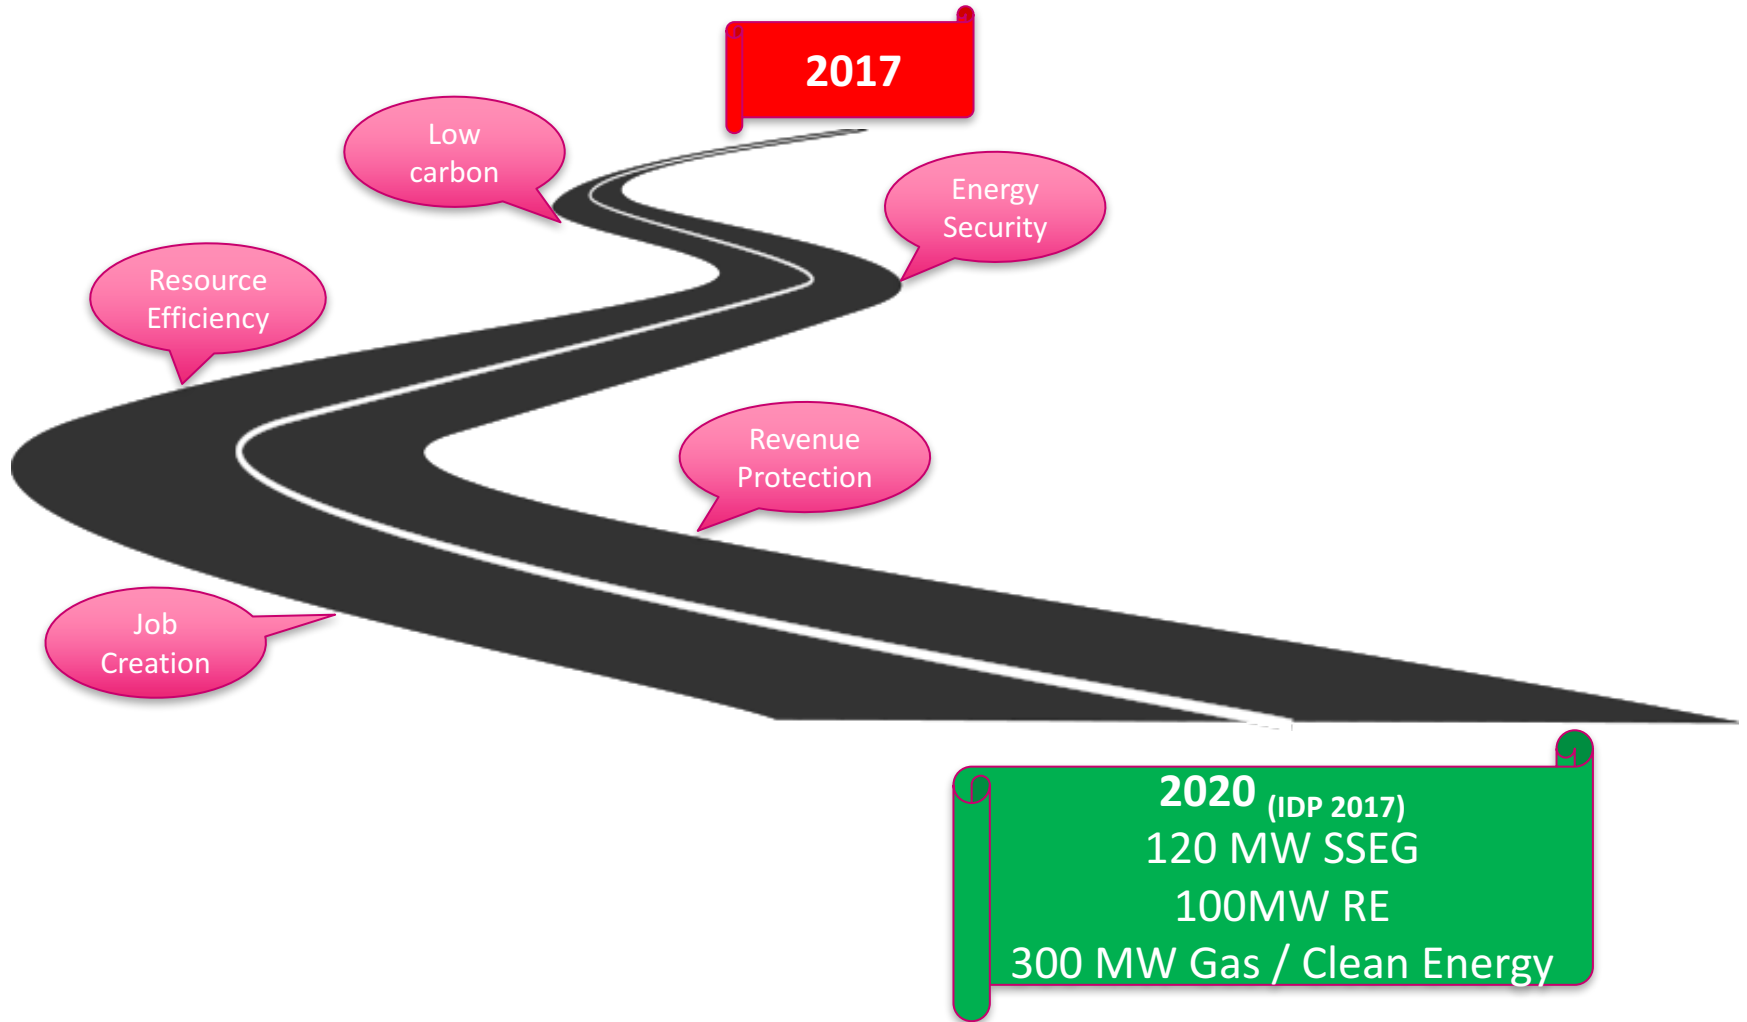 2017
Low
carbon
Energy
Security
Resource
Efficiency
Revenue
Protection
Job
Creation
2020 (IDP 2017)
120 MW SSEG
100MW RE
300 MW Gas / Clean Energy